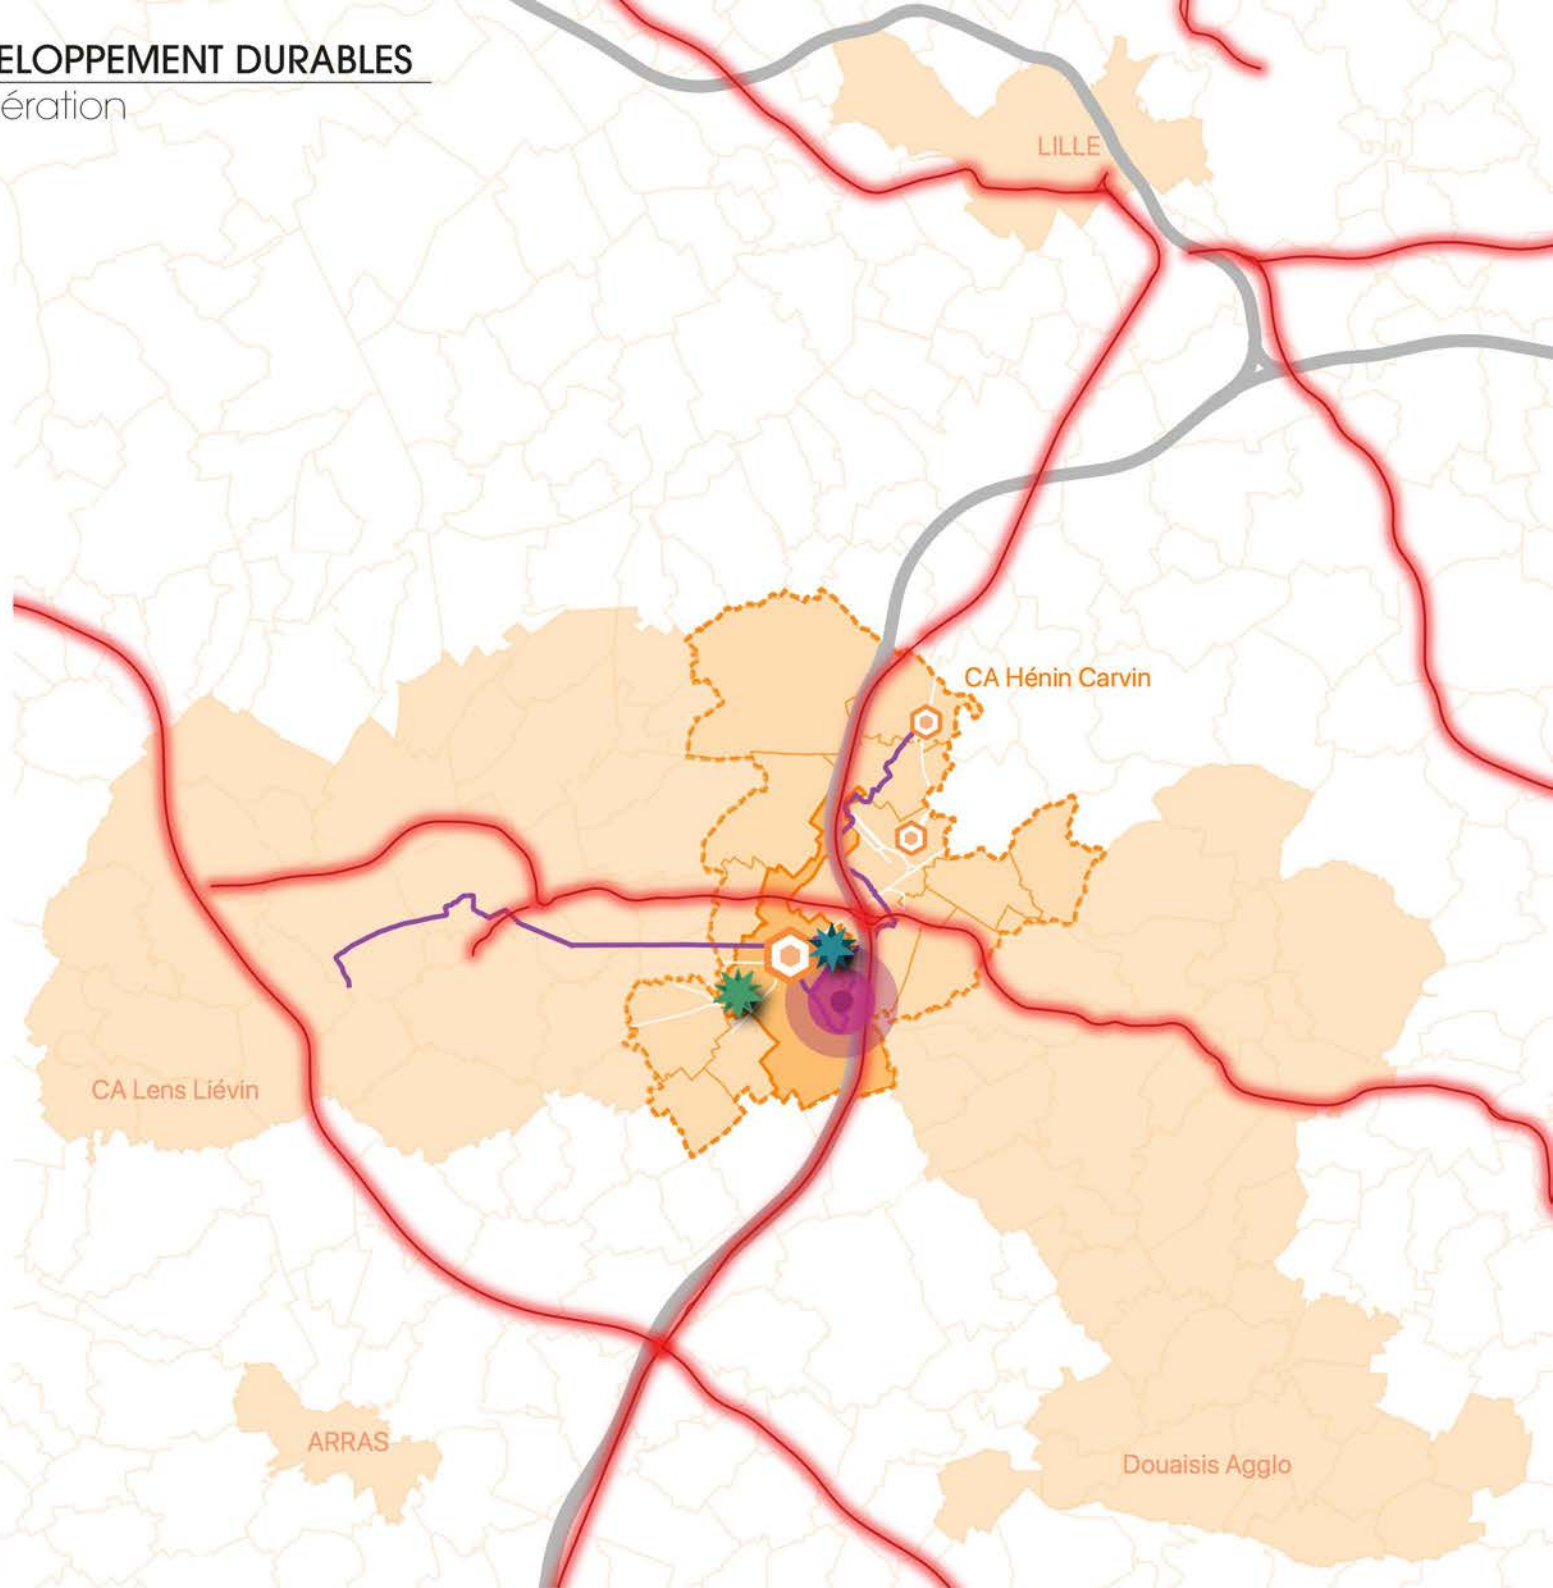 ELOPPEMENT DURABLES
ération
LILLE
CA Hénin Carvin
CA Lens Liévin
ARRAS
Douaisis Agglo